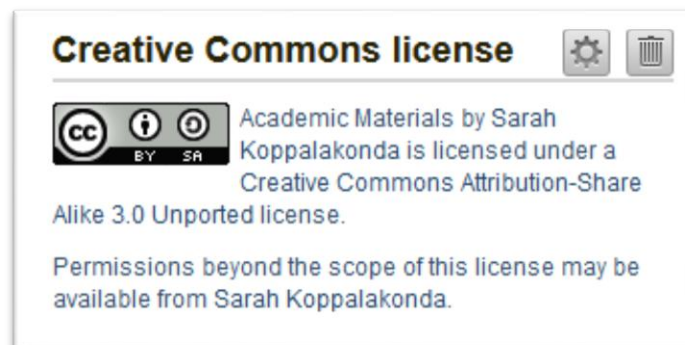 Creative Commons license
cc BY SA
Academic Materials by Sarah
Koppalakonda is licensed under a
Creative Commons Attribution-Share
Alike 3.0 Unported license.
Permissions beyond the scope of this license may be
available from Sarah Koppalakonda.